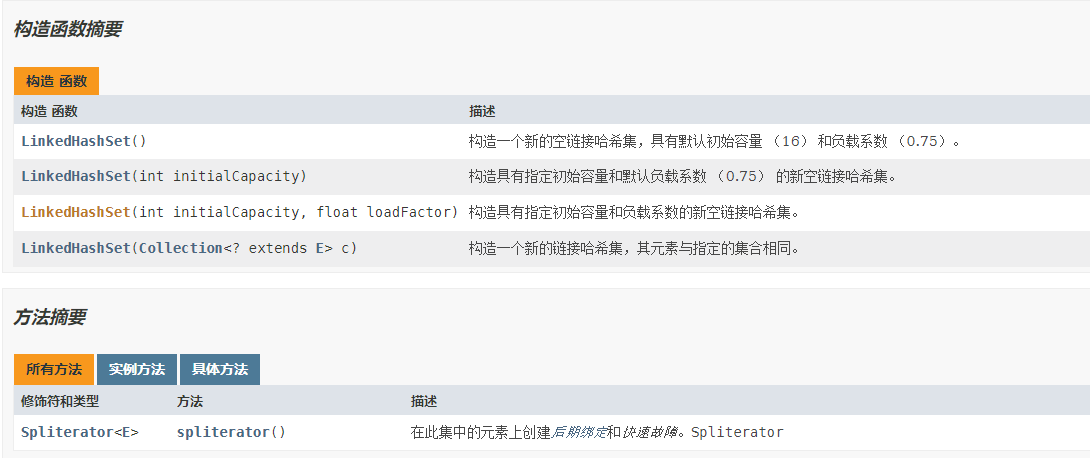 构造函数摘要
构造 函数
构造 函数 描述
LinkedHashSet() 构造一个新的空链接哈希集，具有默认初始容量 （16） 和负载系数 （0.75）。
LinkedHashSet(int initialCapacity) 构造具有指定初始容量和默认负载系数 （0.75） 的新空链接哈希集。
LinkedHashSet(int initialCapacity, float loadFactor) 构造具有指定初始容量和负载系数的新空链接哈希集。
LinkedHashSet(Collection<? extends E> c) 构造一个新的链接哈希集，其元素与指定的集合相同。
方法摘要
所有方法 实例方法 具体方法
修饰符和类型 方法 描述
Spliterator<E> spliterator() 在此集中的元素上创建后期绑定和快速故障。Spliterator